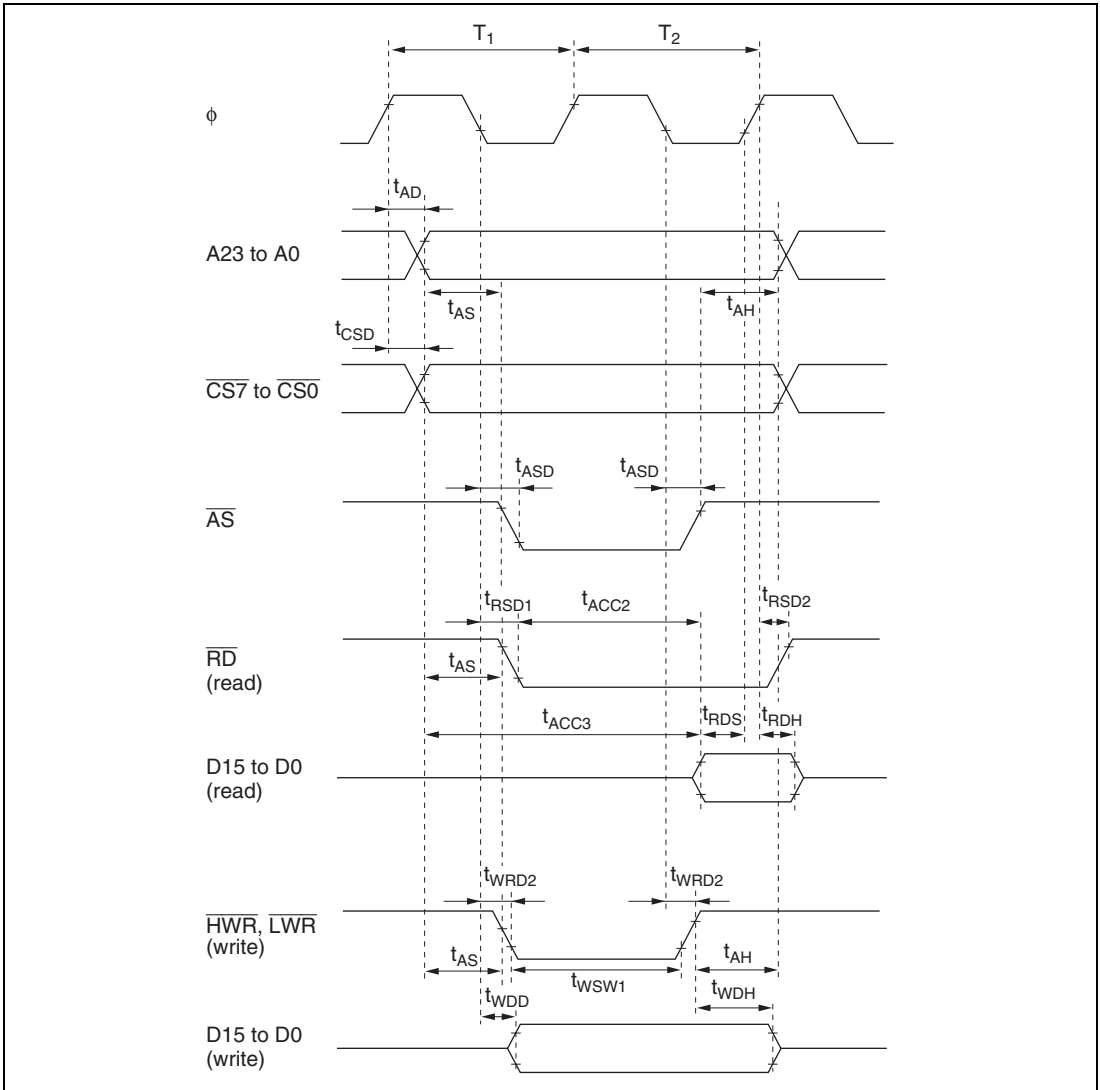 T1 T2
φ
tAD
A23 to A0
tAS tAH
tCSD
CS7 to CS0
tASD tASD
AS
tRSD1 tACC2 tRSD2
RD
(read)
tAS
tACC3 tRDS tRDH
D15 to D0
(read)
tWRD2 tWRD2
HWR, LWR
(write)
tAS tWSW1 tAH
tWDD tWDH
D15 to D0
(write)